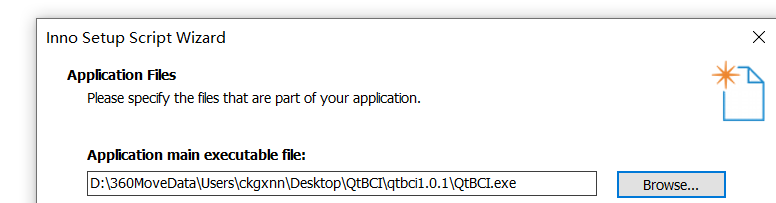 Inno Setup Script Wizard
Application Files
Please specify the files that are part of your application.
Application main executable file:
D:\360MoveData\Users\ckgxnn\Desktop\QtBCI\qtbci1.0.1\QtBCI.exe
Browse...